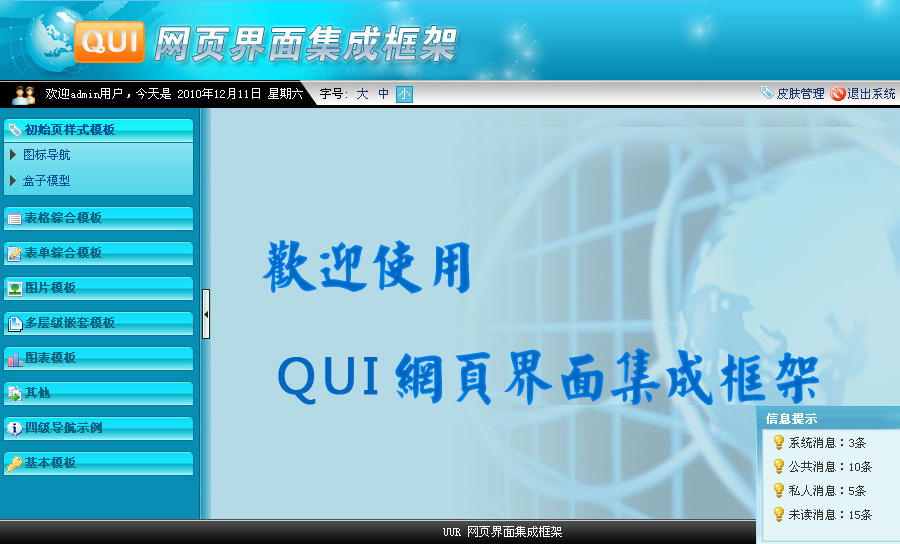 QUI 网页界面集成框架
欢迎admin用户，今天是 2010年12月11日 星期六 字号: 大 中 小 皮肤管理 退出系统
初始页样式模板
图标导航
盒子模型
表格综合模板
表单综合模板
图片模板
多层级嵌套模板
图表模板
其他
四级导航示例
基本模板
歡迎使用
QUI 網頁界面集成框架
信息提示
系统消息：3条
公共消息：10条
私人消息：5条
未读消息：15条
UUR 网页界面集成框架